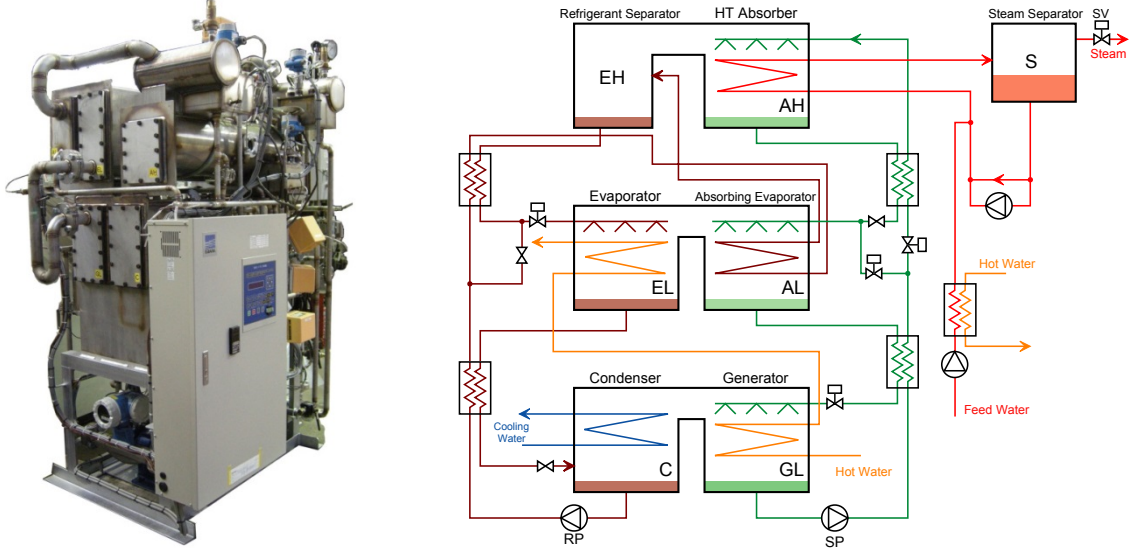 Refrigerant Separator
HT Absorber
Steam Separator
SV
Steam
EH
AH
S
Evaporator
Absorbing Evaporator
EL
AL
Hot Water
Condenser
Generator
Cooling
Water
Feed Water
C
GL
Hot Water
RP
SP